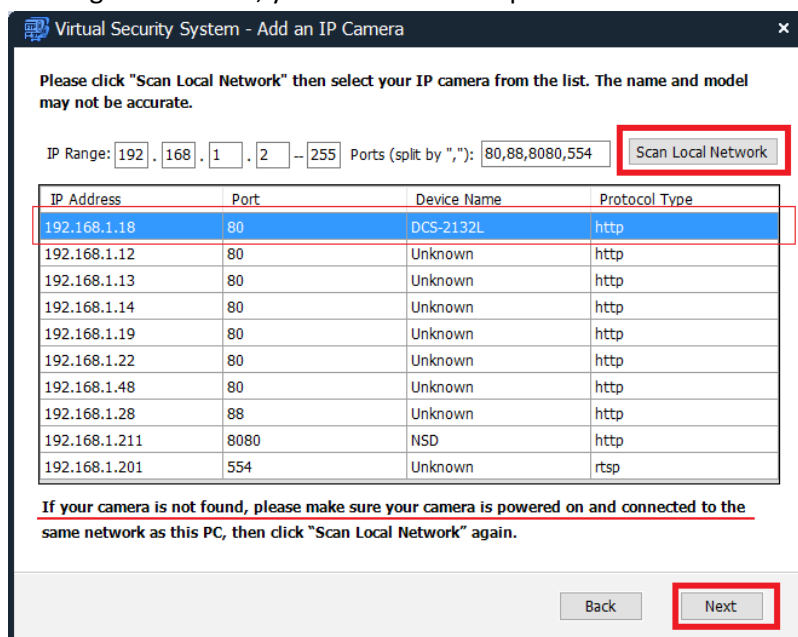 Virtual Security System - Add an IP Camera ×
Please click "Scan Local Network" then select your IP camera from the list. The name and model
may not be accurate.
IP Range: 192 . 168 . 1 . 2 -- 255 Ports (split by ","): 80,88,8080,554 Scan Local Network
IP Address Port Device Name Protocol Type
192.168.1.18 80 DCS-2132L http
192.168.1.12 80 Unknown http
192.168.1.13 80 Unknown http
192.168.1.14 80 Unknown http
192.168.1.19 80 Unknown http
192.168.1.22 80 Unknown http
192.168.1.48 80 Unknown http
192.168.1.28 88 Unknown http
192.168.1.211 8080 NSD http
192.168.1.201 554 Unknown rtsp
If your camera is not found, please make sure your camera is powered on and connected to the
same network as this PC, then click “Scan Local Network” again.
Back Next